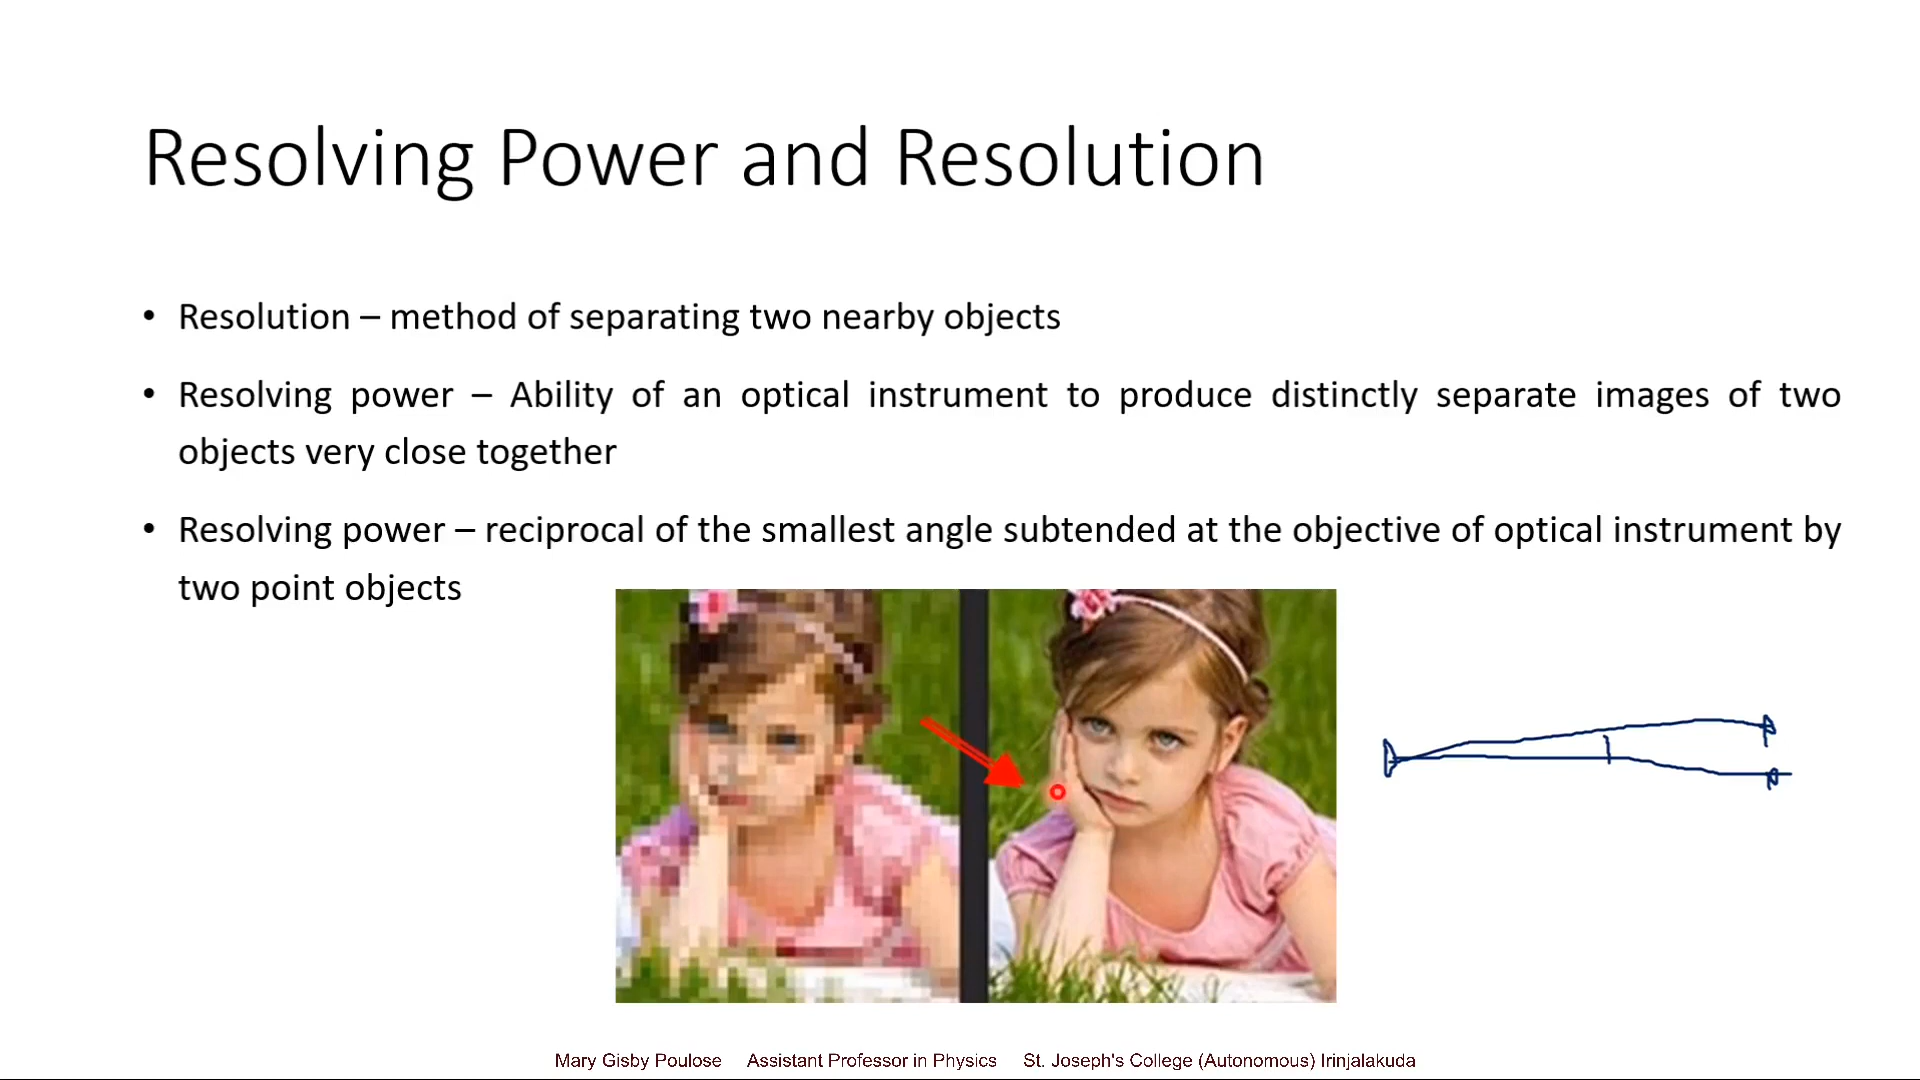 Resolving Power and Resolution
• Resolution – method of separating two nearby objects
• Resolving power – Ability of an optical instrument to produce distinctly separate images of two
objects very close together
• Resolving power – reciprocal of the smallest angle subtended at the objective of optical instrument by
two point objects
Mary Gisby Poulose Assistant Professor in Physics St. Joseph's College (Autonomous) Irinjalakuda